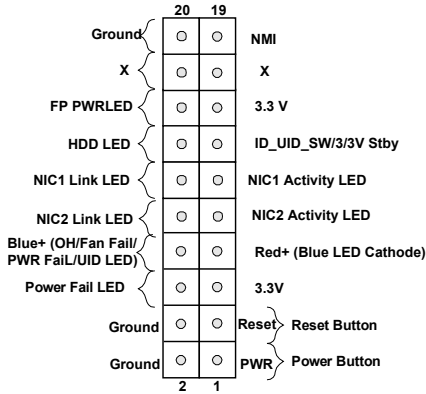 20 19
Ground NMI
X X
FP PWRLED 3.3 V
HDD LED ID_UID_SW/3/3V Stby
NIC1 Link LED NIC1 Activity LED
NIC2 Link LED NIC2 Activity LED
Blue+ (OH/Fan Fail/
PWR FaiL/UID LED) Red+ (Blue LED Cathode)
Power Fail LED 3.3V
Ground Reset Reset Button
Ground PWR Power Button
2 1